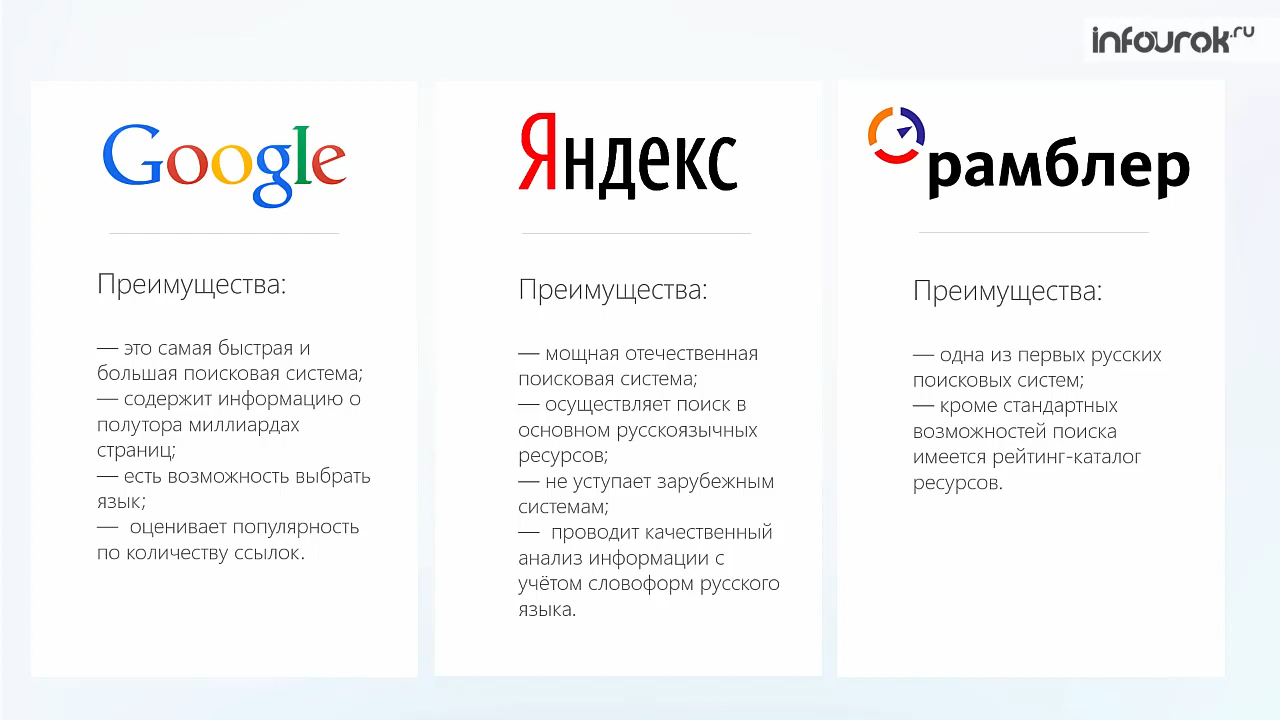 infourok.ru
Google
Преимущества:
— это самая быстрая и
большая поисковая система;
— содержит информацию о
полутора миллиардах
страниц;
— есть возможность выбрать
язык;
— оценивает популярность
по количеству ссылок.
Яндекс
Преимущества:
— мощная отечественная
поисковая система;
— осуществляет поиск в
основном русскоязычных
ресурсов;
— не уступает зарубежным
системам;
— проводит качественный
анализ информации с
учётом словоформ русского
языка.
рамблер
Преимущества:
— одна из первых русских
поисковых систем;
— кроме стандартных
возможностей поиска
имеется рейтинг-каталог
ресурсов.